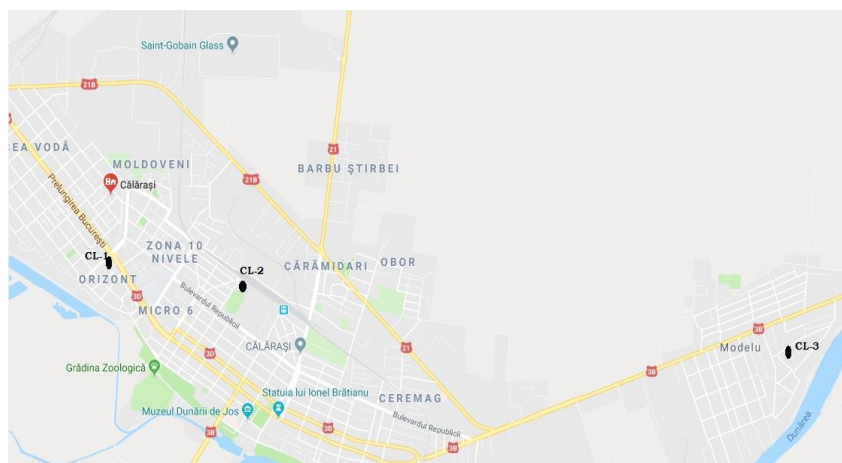 Saint-Gobain Glass
21B
21
EA VODĂ
MOLDOVENI
BARBU ȘTIRBEI
21B
Călărași
Prelungirea București
ZONA 10
NIVELE
CL-1
CL-2
CĂRĂMIDARI
OBOR
ORIZONT
3D
MICRO 6
Bulevardul Republicii
3B
CĂLĂRAȘI
21
Modelu
CL-3
3D
Grădina Zoologică
3B
Statuia lui Ionel Brătianu
CEREMAG
Muzeul Dunării de Jos
Bulevardul Republicii
3B
3B
3B
Dunărea